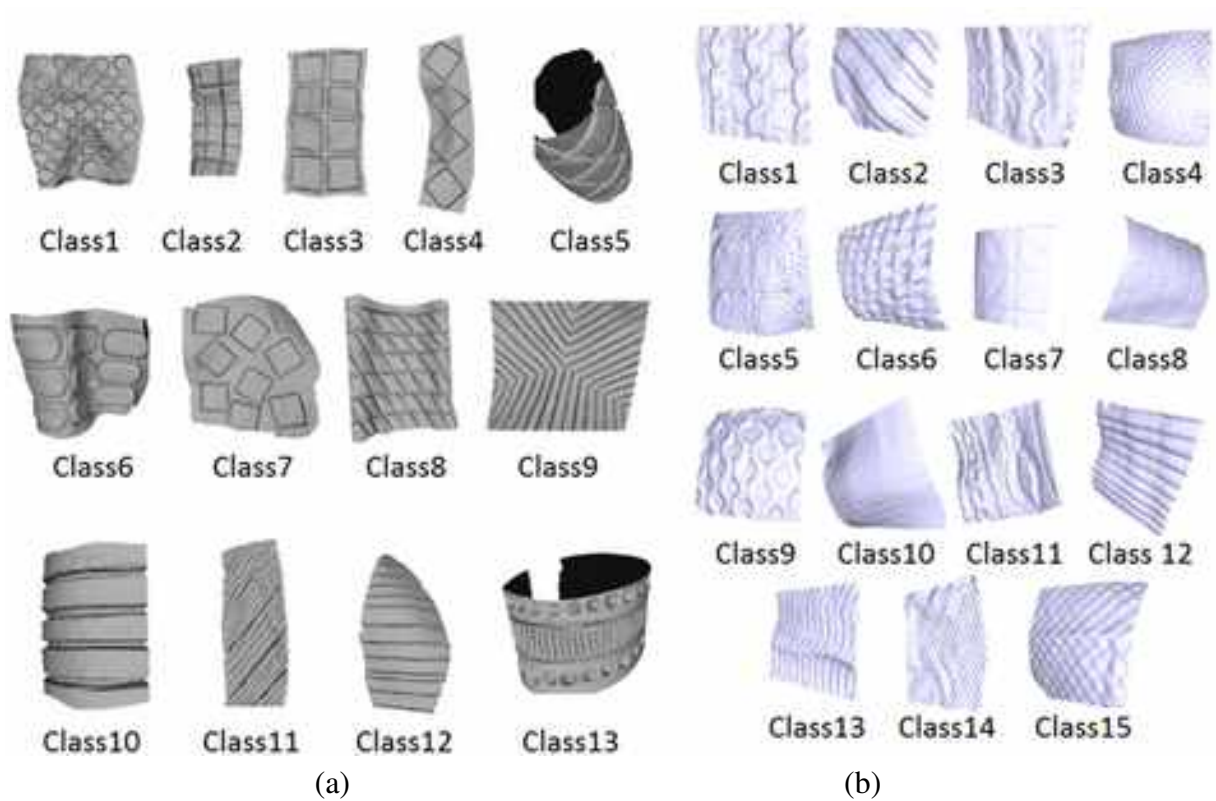 Class1 Class2 Class3 Class4 Class5
Class6 Class7 Class8 Class9
Class10 Class11 Class12 Class13
(a)
Class1 Class2 Class3 Class4
Class5 Class6 Class7 Class8
Class9 Class10 Class11 Class 12
Class13 Class14 Class15
(b)